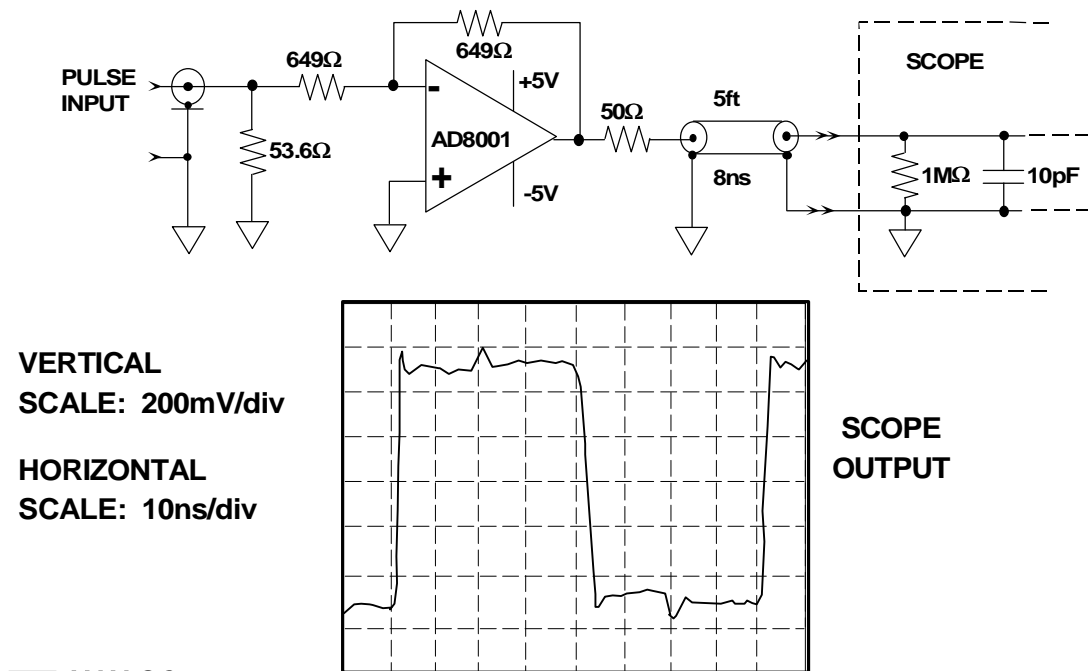 PULSE
INPUT
649Ω
649Ω
53.6Ω
-
+
AD8001
+5V
-5V
50Ω
5ft
8ns
SCOPE
1MΩ
10pF
VERTICAL
SCALE: 200mV/div
HORIZONTAL
SCALE: 10ns/div
SCOPE
OUTPUT